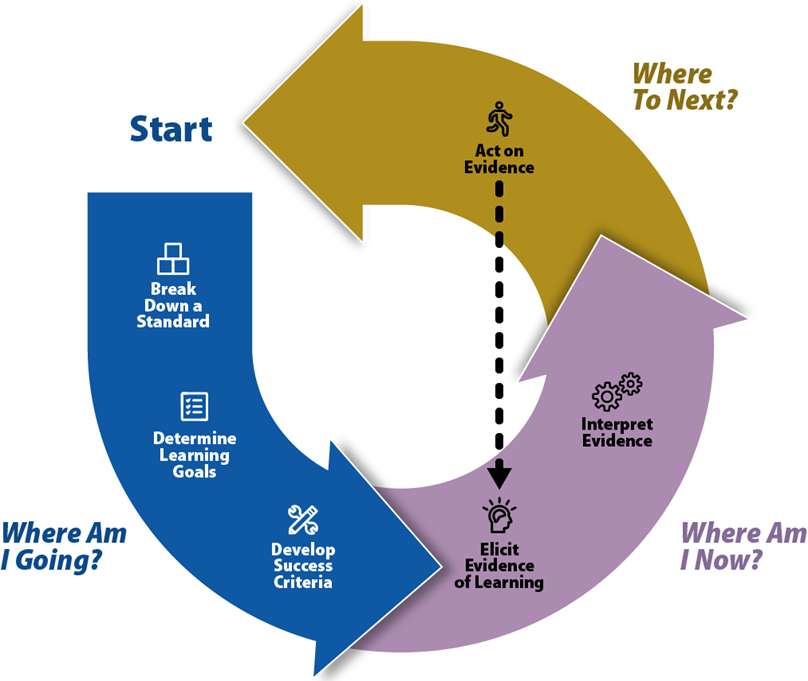 Start
Break
Down a
Standard
Determine
Learning
Goals
Develop
Success
Criteria
Where Am
I Going?
Elicit
Evidence
of Learning
Interpret
Evidence
Where Am
I Now?
Act on
Evidence
Where
To Next?